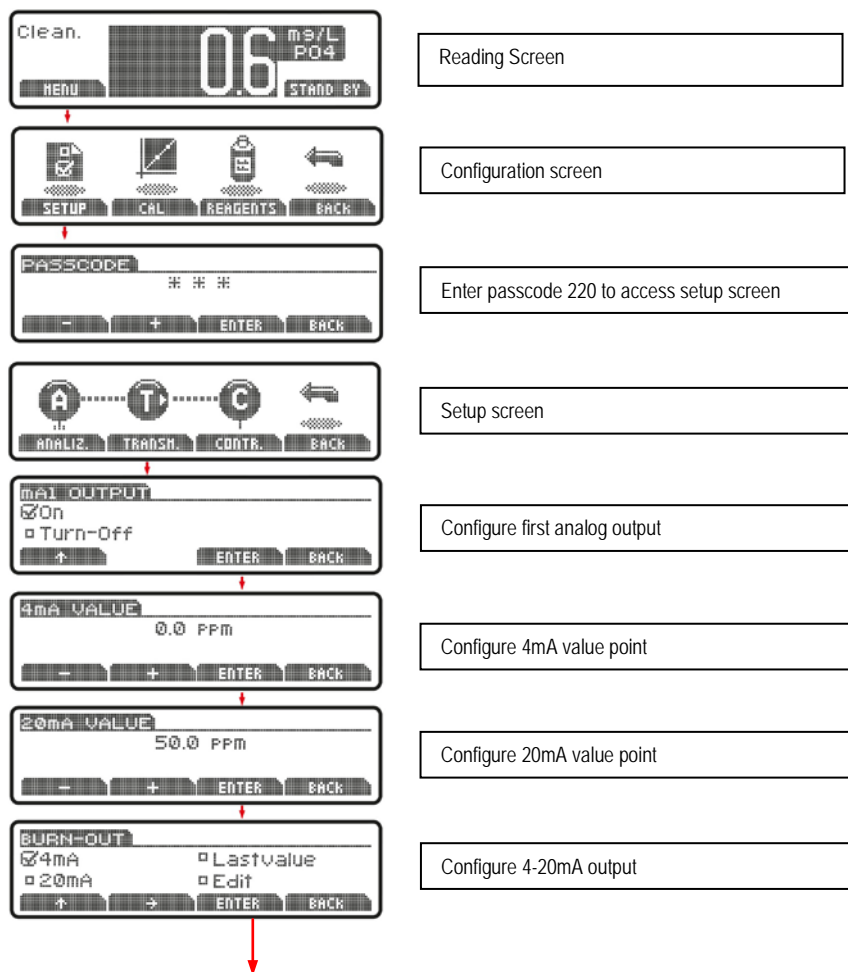 Clean.
0.6
mg/L
PO4
MENU
STAND BY
Reading Screen
SETUP
CAL
REAGENTS
BACK
Configuration screen
PASSCODE
* * *
-
+
ENTER
BACK
Enter passcode 220 to access setup screen
A
T
C
ANALIZ.
TRANSM.
CONTR.
BACK
Setup screen
mA1 OUTPUT
On
Turn-Off
↑
ENTER
BACK
Configure first analog output
4mA VALUE
0.0 PPm
-
+
ENTER
BACK
Configure 4mA value point
20mA VALUE
50.0 PPm
-
+
ENTER
BACK
Configure 20mA value point
BURN-OUT
4mA
Lastvalue
20mA
Edit
↑
→
ENTER
BACK
Configure 4-20mA output